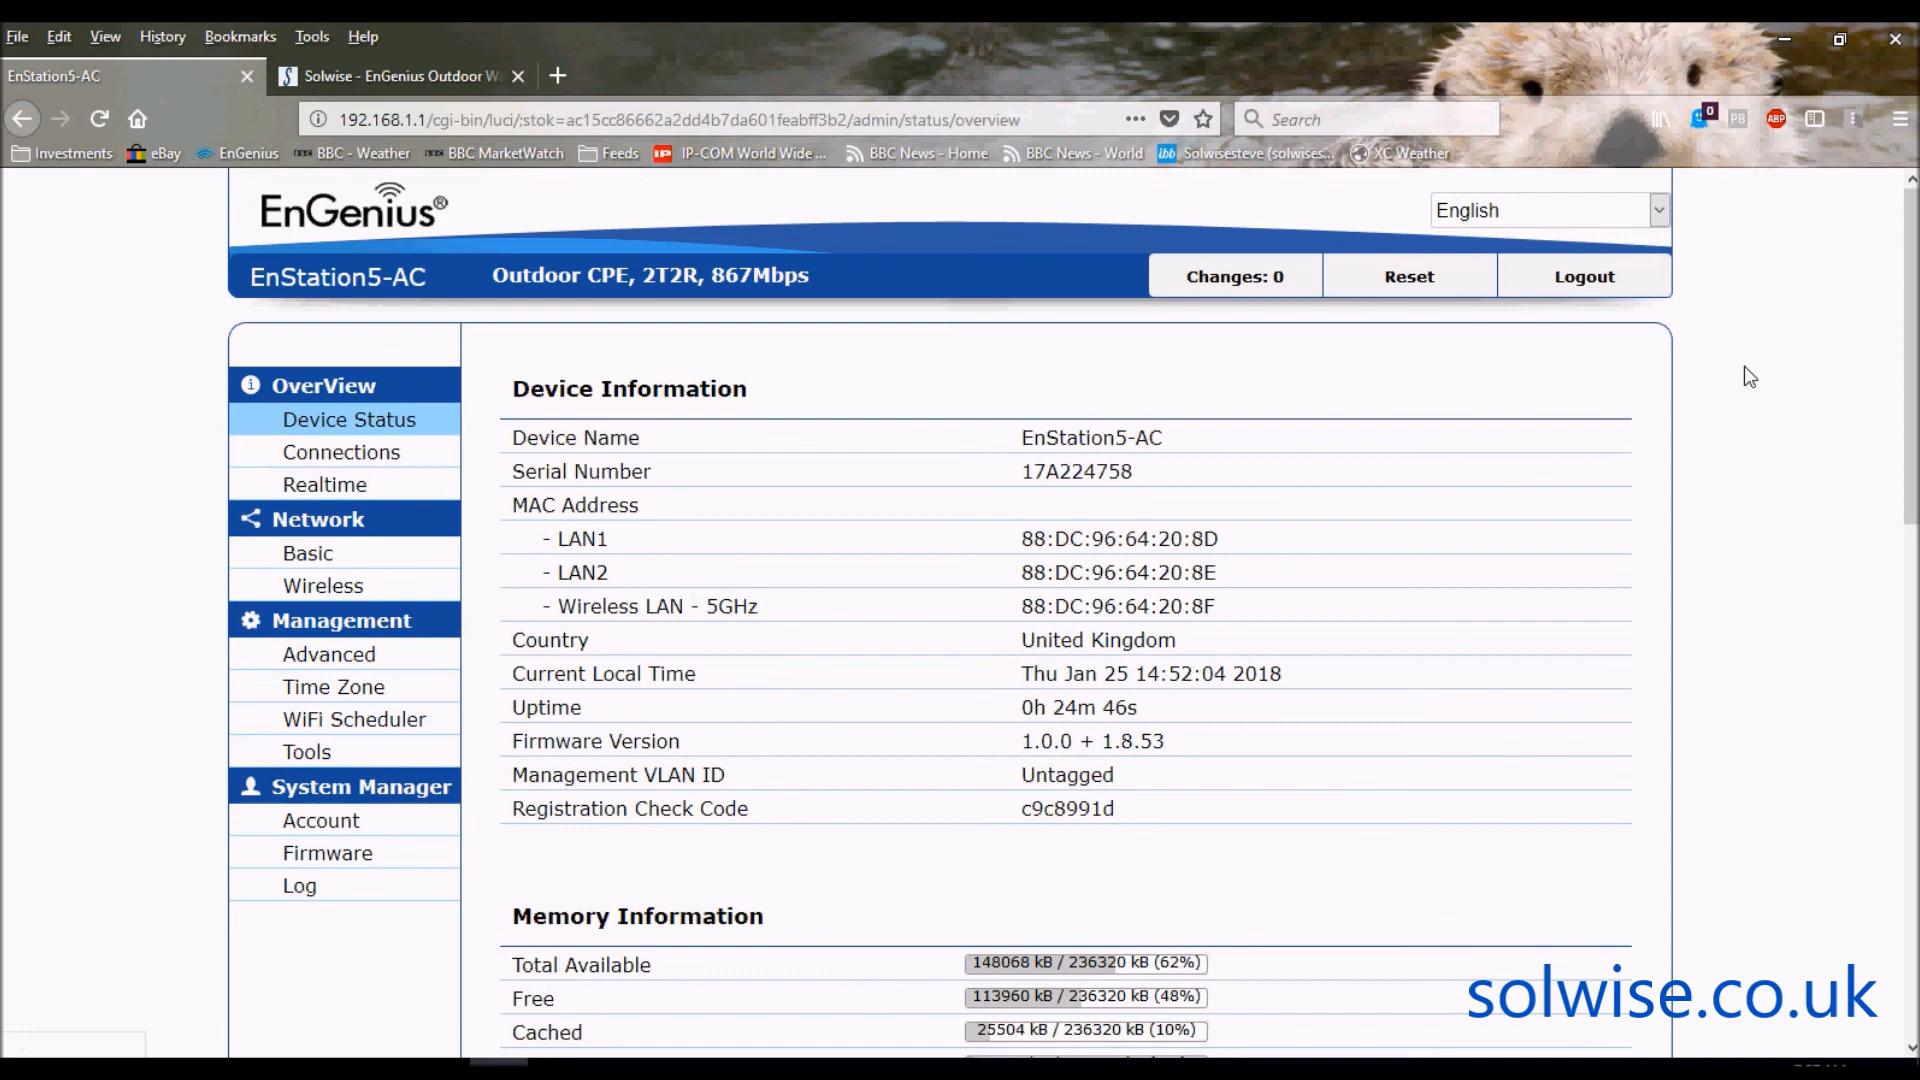 File Edit View History Bookmarks Tools Help
EnStation5-AC
Solwise - EnGenius Outdoor W
192.168.1.1/cgi-bin/luci/;stok=ac15cc86662a2dd4b7da601feabff3b2/admin/status/overview
Search
0
PB
ABP
Investments eBay EnGenius BBC - Weather BBC MarketWatch Feeds IP-COM World Wide ... BBC News - Home BBC News - World ibb Solwisesteve (solwises... XC Weather
EnGenius®
English
EnStation5-AC
Outdoor CPE, 2T2R, 867Mbps
Changes: 0
Reset
Logout
OverView
Device Status
Connections
Realtime
Network
Basic
Wireless
Management
Advanced
Time Zone
WiFi Scheduler
Tools
System Manager
Account
Firmware
Log
Device Information
Device Name EnStation5-AC
Serial Number 17A224758
MAC Address
- LAN1 88:DC:96:64:20:8D
- LAN2 88:DC:96:64:20:8E
- Wireless LAN - 5GHz 88:DC:96:64:20:8F
Country United Kingdom
Current Local Time Thu Jan 25 14:52:04 2018
Uptime 0h 24m 46s
Firmware Version 1.0.0 + 1.8.53
Management VLAN ID Untagged
Registration Check Code c9c8991d
Memory Information
Total Available 148068 kB / 236320 kB (62%)
Free 113960 kB / 236320 kB (48%)
Cached 25504 kB / 236320 kB (10%)
solwise.co.uk